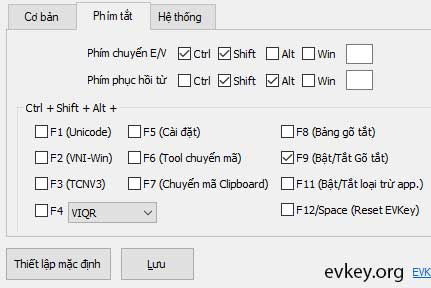 Cơ bản Phím tắt Hệ thống
Phím chuyển E/V Ctrl Shift Alt Win
Phím phục hồi từ Ctrl Shift Alt Win
Ctrl + Shift + Alt +
F1 (Unicode) F5 (Cài đặt) F8 (Bảng gõ tắt)
F2 (VNI-Win) F6 (Tool chuyển mã) F9 (Bật/Tắt Gõ tắt)
F3 (TCNV3) F7 (Chuyển mã Clipboard) F11 (Bật/Tắt loại trừ app.)
F4 VIQR F12/Space (Reset EVKey)
Thiết lập mặc định Lưu
evkey.org EVK